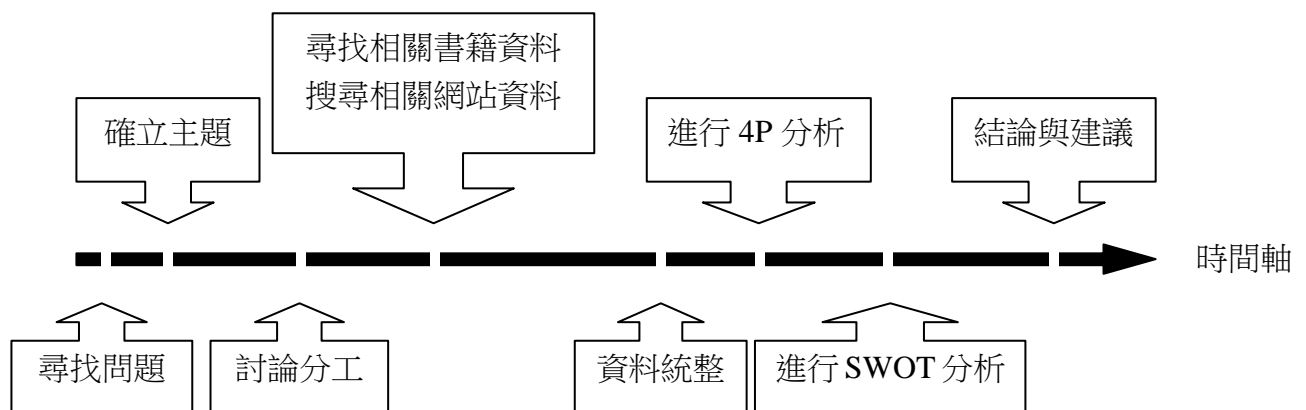 尋找相關書籍資料
搜尋相關網站資料
確立主題
進行 4P 分析
結論與建議
時間軸
尋找問題
討論分工
資料統整
進行 SWOT 分析